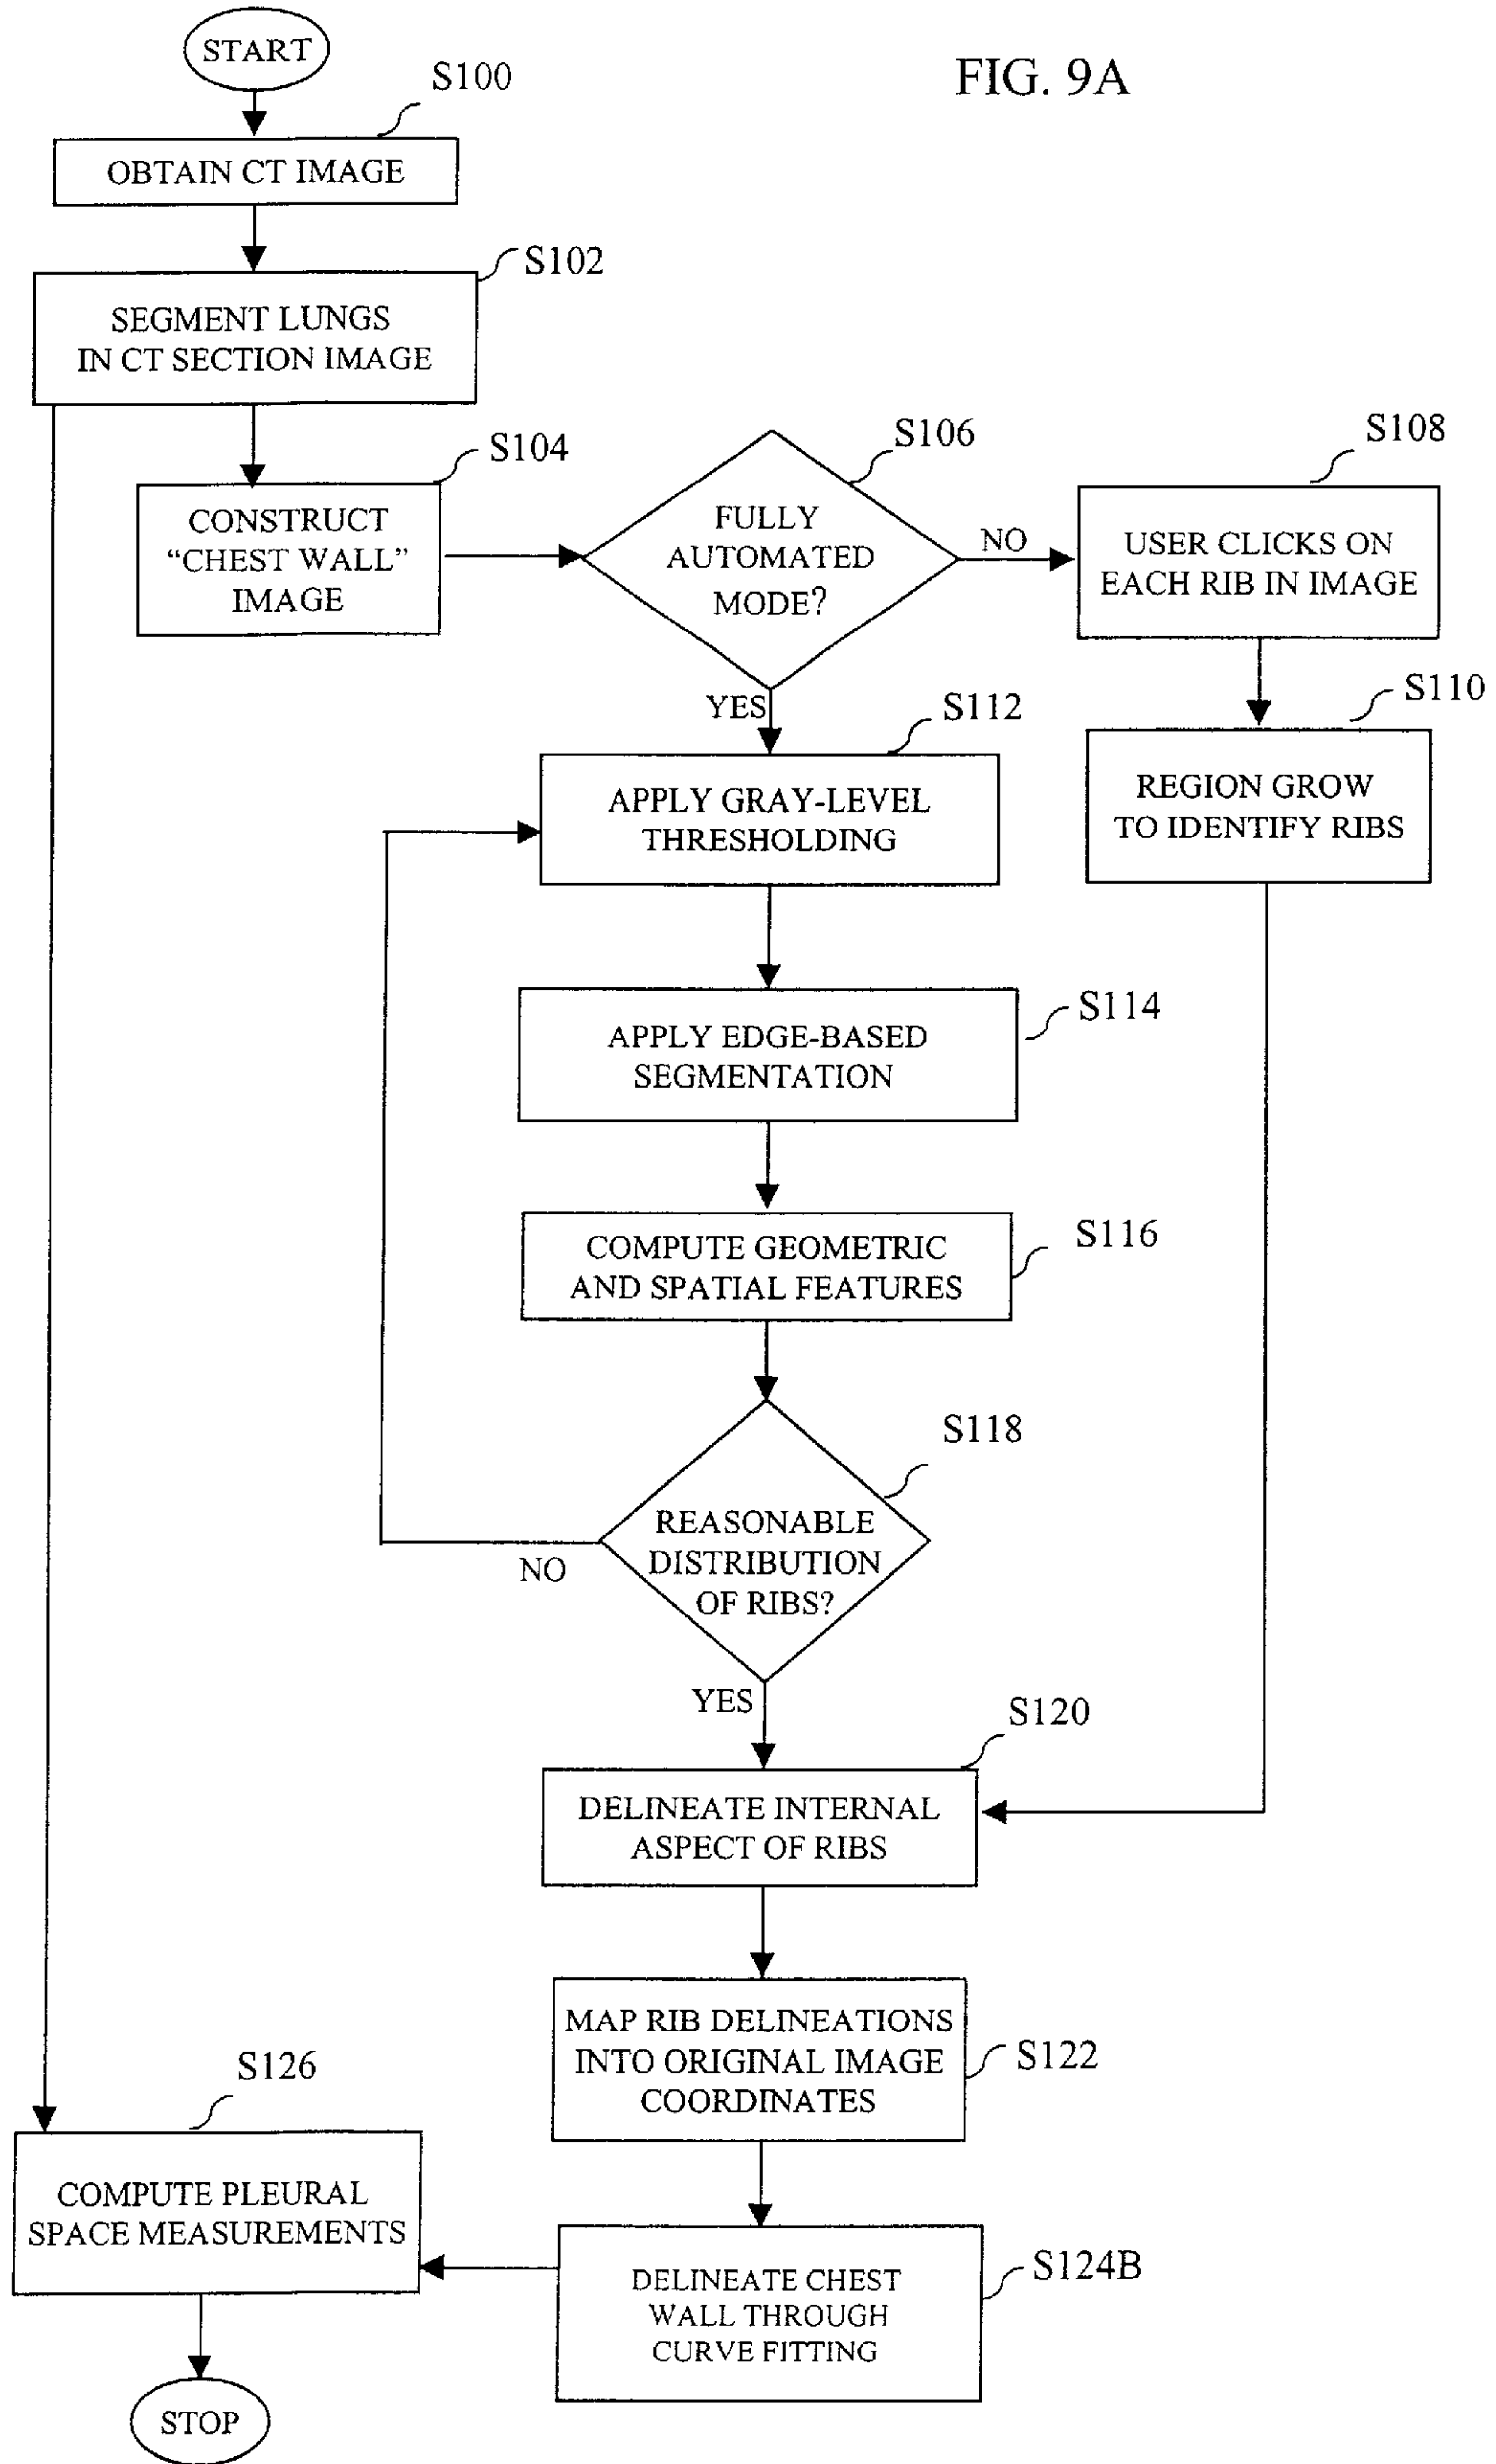 START
FIG. 9A
S100
OBTAIN CT IMAGE
S102
SEGMENT LUNGS
IN CT SECTION IMAGE
S104
CONSTRUCT
“CHEST WALL”
IMAGE
S106
FULLY
AUTOMATED
MODE?
NO
S108
USER CLICKS ON
EACH RIB IN IMAGE
S110
REGION GROW
TO IDENTIFY RIBS
YES
S112
APPLY GRAY-LEVEL
THRESHOLDING
S114
APPLY EDGE-BASED
SEGMENTATION
S116
COMPUTE GEOMETRIC
AND SPATIAL FEATURES
S118
REASONABLE
DISTRIBUTION
OF RIBS?
NO
YES
S120
DELINEATE INTERNAL
ASPECT OF RIBS
S122
MAP RIB DELINEATIONS
INTO ORIGINAL IMAGE
COORDINATES
S124B
DELINEATE CHEST
WALL THROUGH
CURVE FITTING
S126
COMPUTE PLEURAL
SPACE MEASUREMENTS
STOP